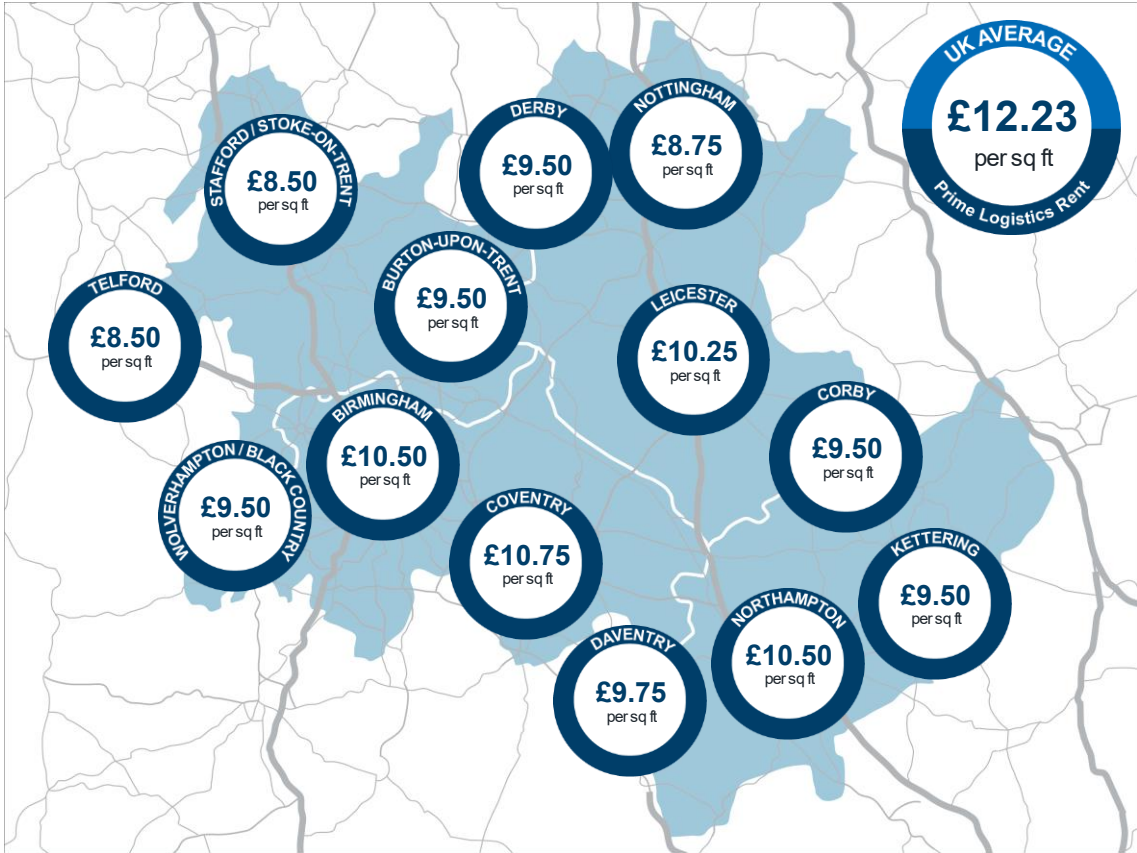 UK AVERAGE
£12.23
per sq ft
Prime Logistics Rent
STAFFORD / STOKE-ON-TRENT
£8.50
per sq ft
DERBY
£9.50
per sq ft
NOTTINGHAM
£8.75
per sq ft
TELFORD
£8.50
per sq ft
BURTON-UPON-TRENT
£9.50
per sq ft
LEICESTER
£10.25
per sq ft
BIRMINGHAM
£10.50
per sq ft
CORBY
£9.50
per sq ft
WOLVERHAMPTON / BLACK COUNTRY
£9.50
per sq ft
COVENTRY
£10.75
per sq ft
KETTERING
£9.50
per sq ft
DAVENTRY
£9.75
per sq ft
NORTHAMPTON
£10.50
per sq ft